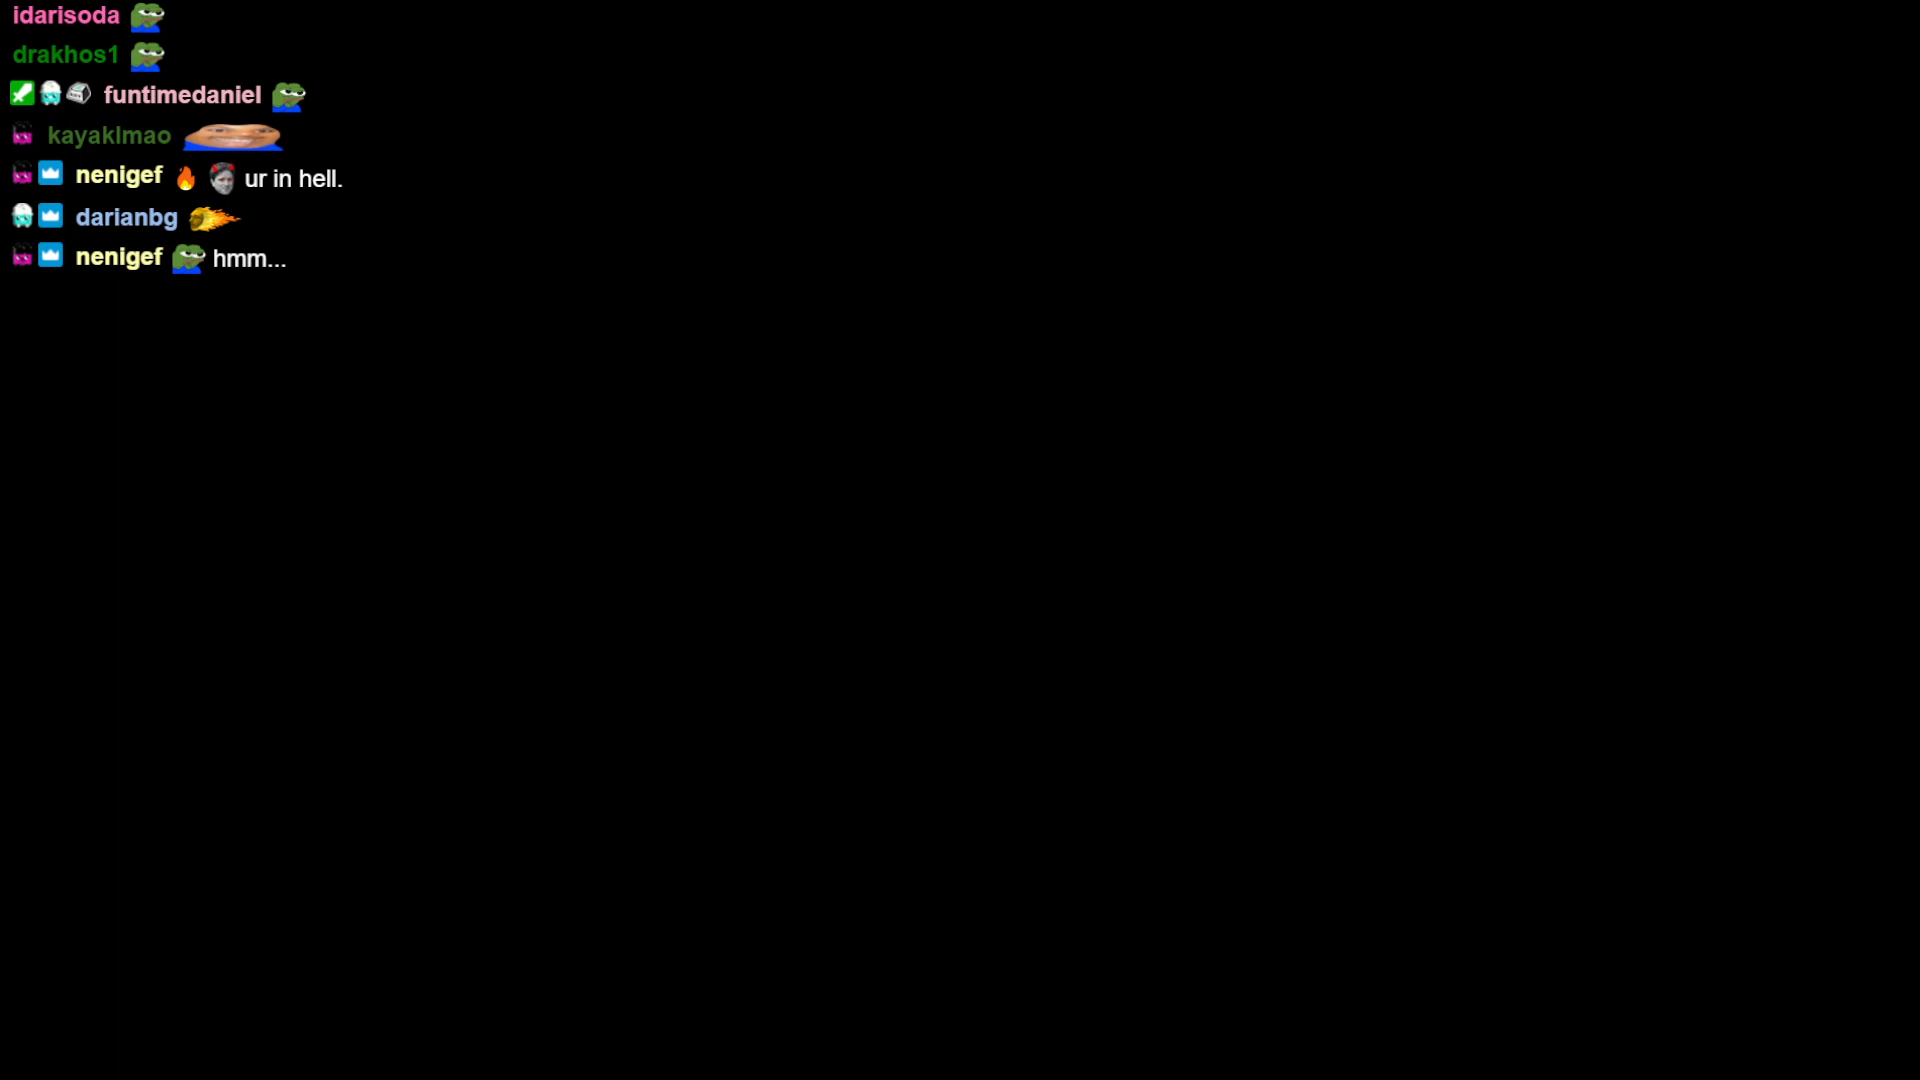 idarisoda
drakhos1
funtimedaniel
kayaklmao
nenigef ur in hell.
darianbg
nenigef hmm...